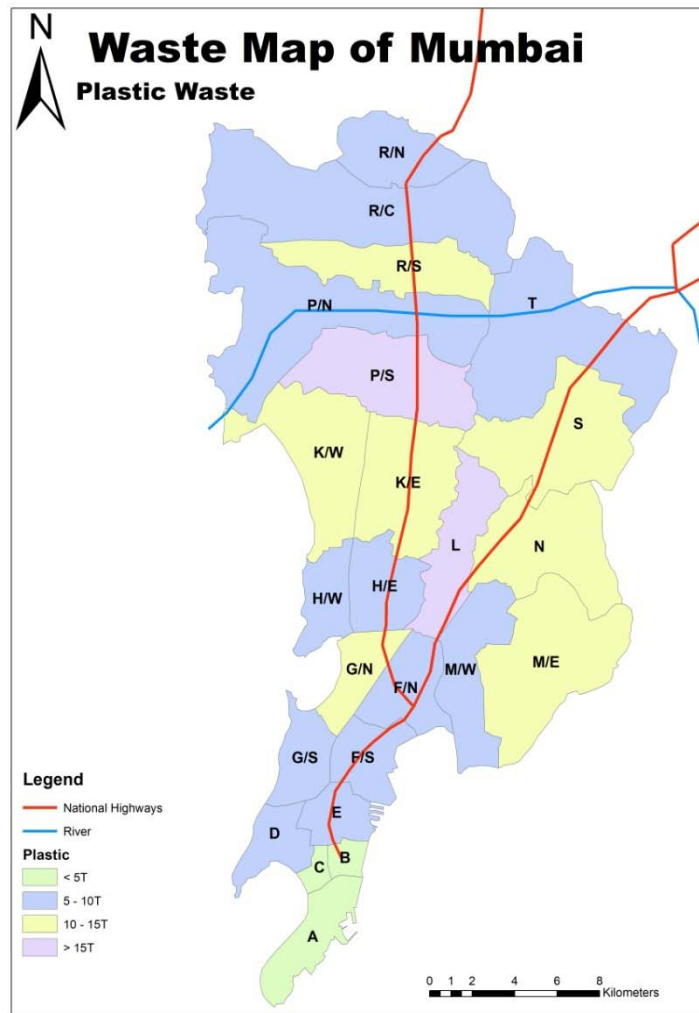 N
Waste Map of Mumbai
Plastic Waste
R/N
R/C
R/S
P/N
T
P/S
S
K/W
K/E
L
N
H/W
H/E
G/N
F/N
M/W
M/E
G/S
F/S
E
D
B
C
A
Legend
National Highways
River
Plastic
< 5T
5 - 10T
10 - 15T
> 15T
0 1 2 4 6 8
Kilometers